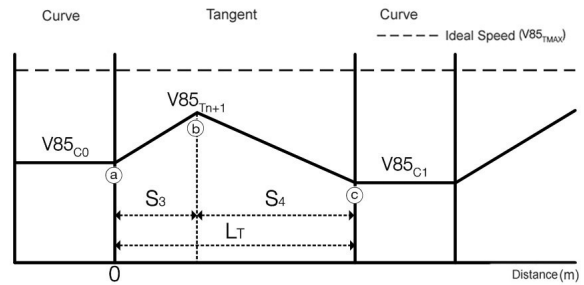 Curve
Tangent
Curve
Ideal Speed (V85TMAX)
V85Tn+1
V85C0
b
a
V85C1
c
S3
S4
LT
0
Distance (m)